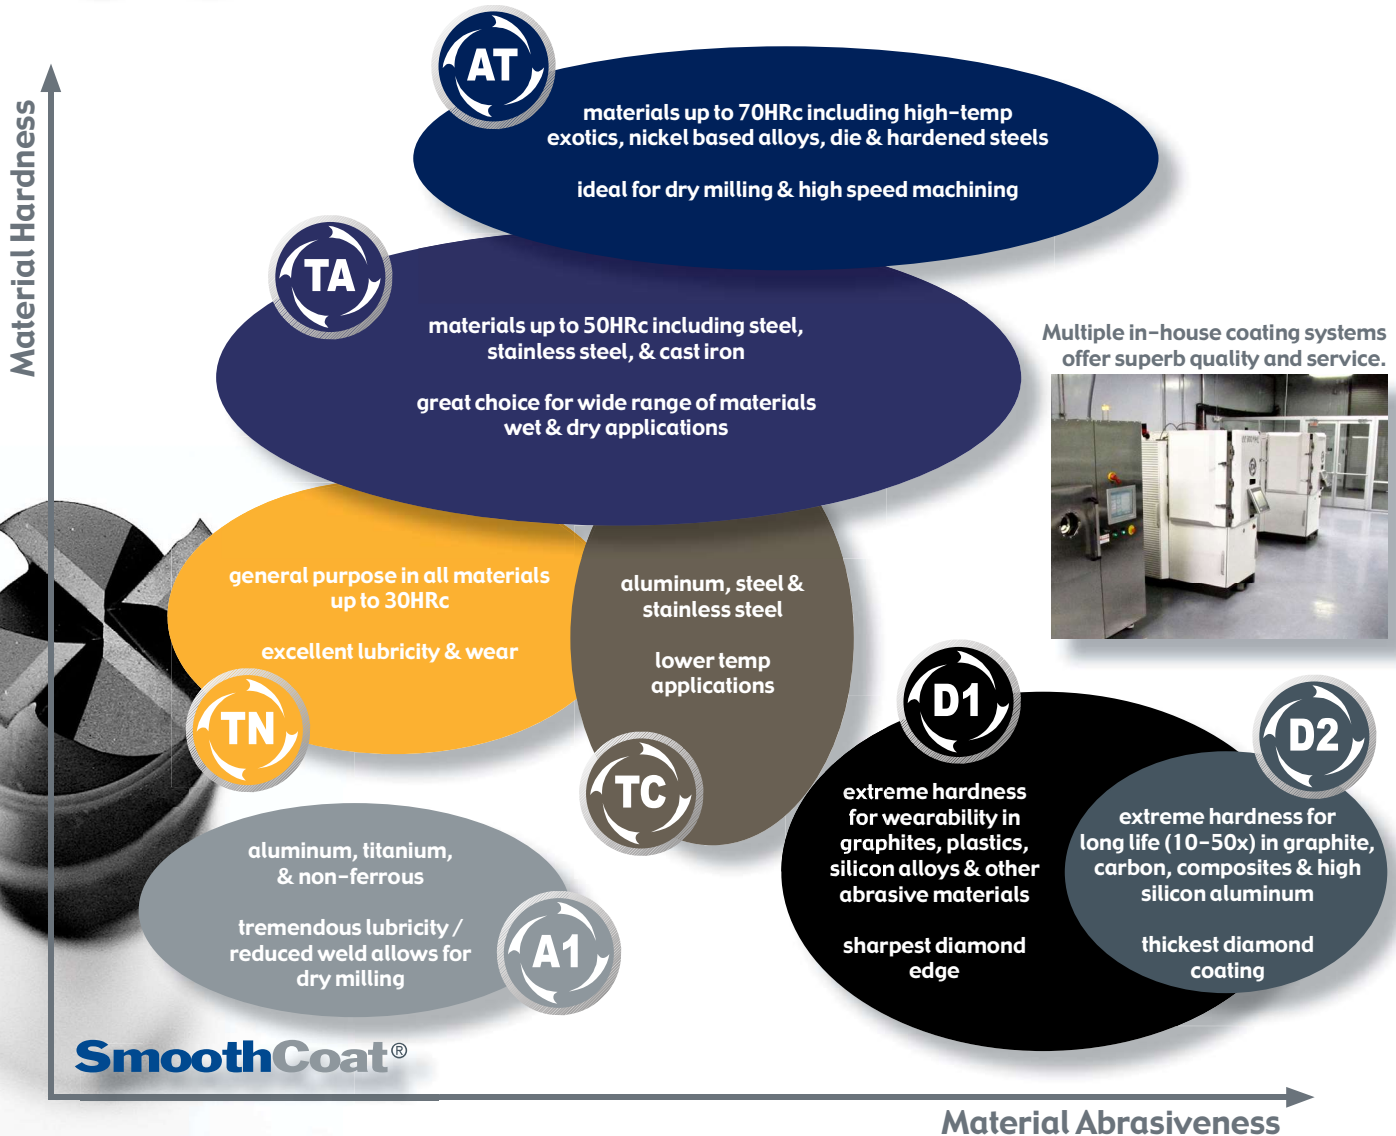 AT
materials up to 70HRc including high-temp
exotics, nickel based alloys, die & hardened steels
ideal for dry milling & high speed machining
Material Hardness
TA
materials up to 50HRc including steel,
stainless steel, & cast iron
great choice for wide range of materials
wet & dry applications
Multiple in-house coating systems
offer superb quality and service.
general purpose in all materials
up to 30HRc
excellent lubricity & wear
TN
aluminum, steel &
stainless steel
lower temp
applications
TC
D1
extreme hardness
for wearability in
graphites, plastics,
silicon alloys & other
abrasive materials
sharpest diamond
edge
D2
extreme hardness for
long life (10-50x) in graphite,
carbon, composites & high
silicon aluminum
thickest diamond
coating
aluminum, titanium,
& non-ferrous
tremendous lubricity /
reduced weld allows for
dry milling
A1
SmoothCoat®
Material Abrasiveness